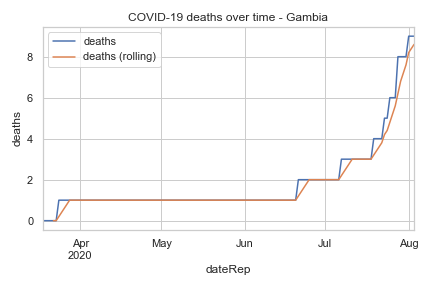 COVID-19 deaths over time - Gambia
deaths
deaths (rolling)
deaths
8
6
4
2
0
Apr
2020
May
Jun
Jul
Aug
dateRep